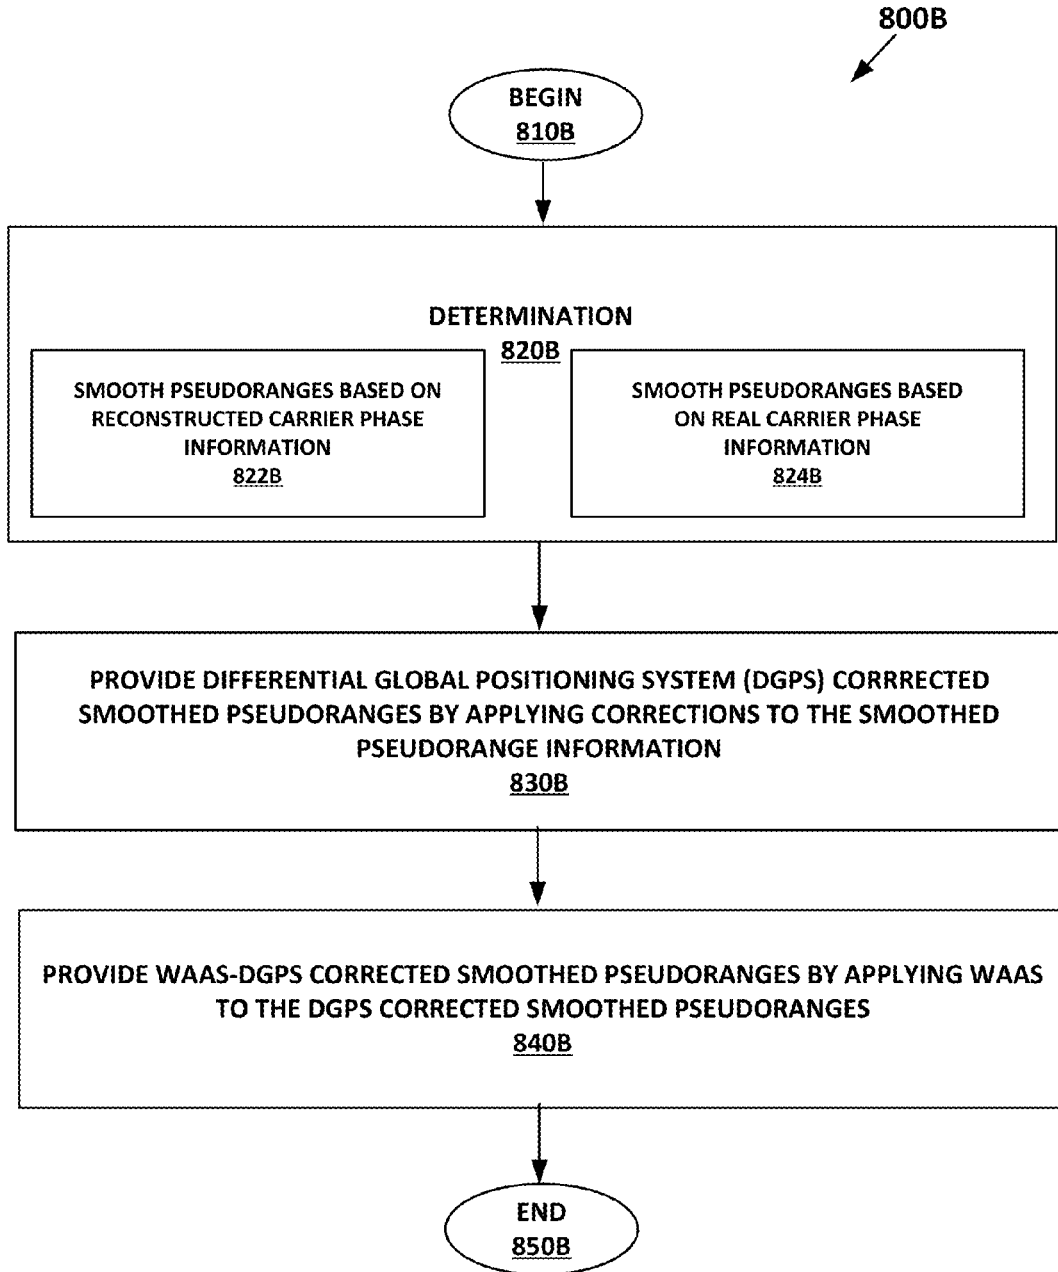 800B
BEGIN
810B
DETERMINATION
820B
SMOOTH PSEUDORANGES BASED ON
RECONSTRUCTED CARRIER PHASE
INFORMATION
822B
SMOOTH PSEUDORANGES BASED
ON REAL CARRIER PHASE
INFORMATION
824B
PROVIDE DIFFERENTIAL GLOBAL POSITIONING SYSTEM (DGPS) CORRRECTED
SMOOTHED PSEUDORANGES BY APPLYING CORRECTIONS TO THE SMOOTHED
PSEUDORANGE INFORMATION
830B
PROVIDE WAAS-DGPS CORRECTED SMOOTHED PSEUDORANGES BY APPLYING WAAS
TO THE DGPS CORRECTED SMOOTHED PSEUDORANGES
840B
END
850B